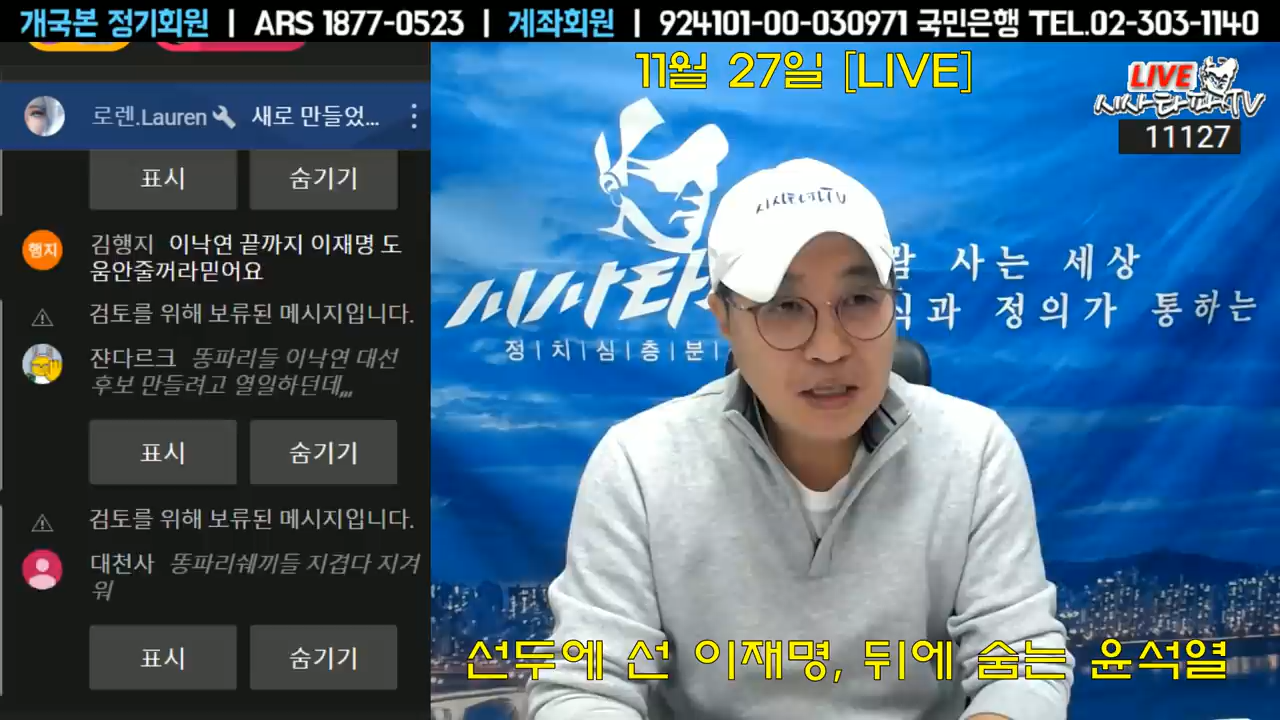 개국본 정기회원 | ARS 1877-0523 | 계좌회원 | 924101-00-030971 국민은행 TEL.02-303-1140
11월 27일 [LIVE]
LIVE
시사타파TV
11127
로렌.Lauren 새로 만들었...
표시 숨기기
햄지 김행지 이낙연 끝까지 이재명 도
움안줄꺼라믿어요
검토를 위해 보류된 메시지입니다.
쟌다르크 똥파리들 이낙연 대선
후보 만들려고 열일하던데,,,
표시 숨기기
검토를 위해 보류된 메시지입니다.
대천사 똥파리쉐끼들 지겹다 지겨
워
표시 숨기기
시사타파TV
시사타
정|치|심|층|분|
람 사는 세상
식과 정의가 통하는
선두에 선 이재명, 뒤에 숨는 윤석열